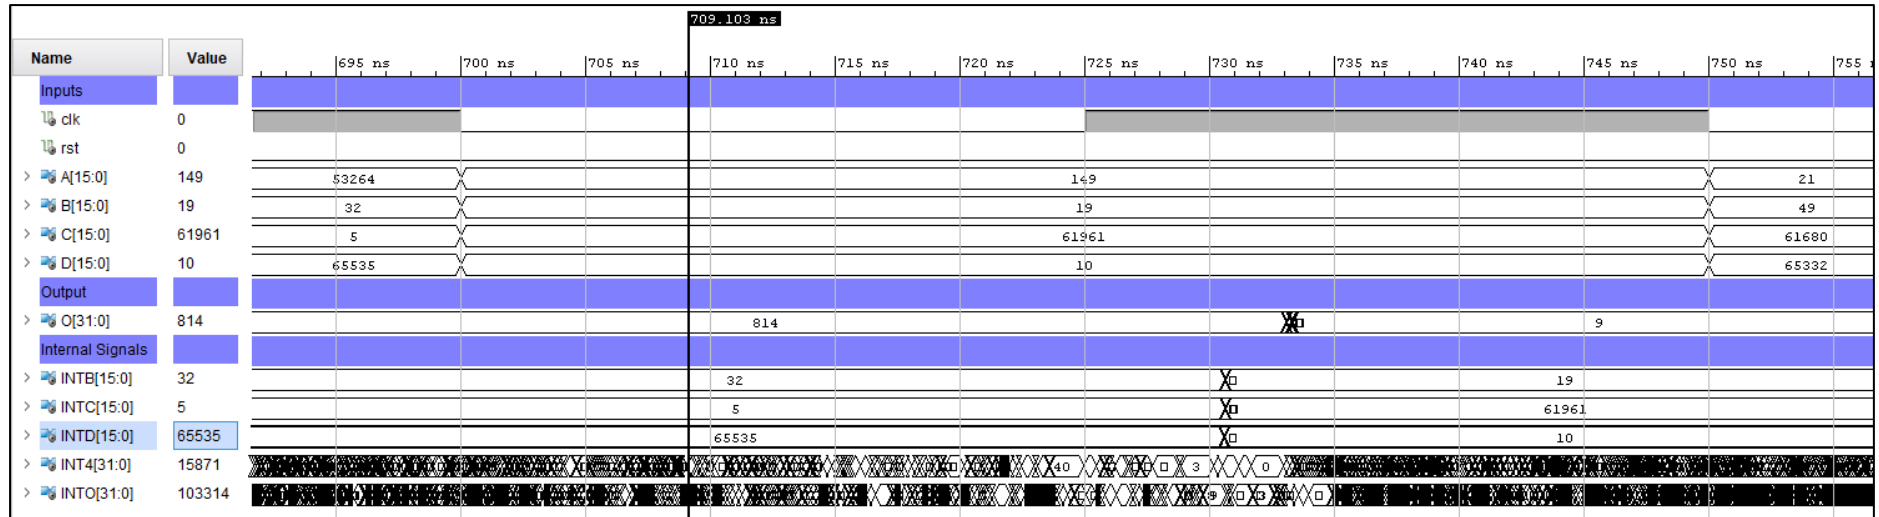 709.103 ns
Name Value 695 ns 700 ns 705 ns 710 ns 715 ns 720 ns 725 ns 730 ns 735 ns 740 ns 745 ns 750 ns 755
Inputs
clk 0
rst 0
A[15:0] 149 53264 149 21
B[15:0] 19 32 19 49
C[15:0] 61961 5 61961 61680
D[15:0] 10 65535 10 65332
Output
O[31:0] 814 814 9
Internal Signals
INTB[15:0] 32 32 19
INTC[15:0] 5 5 61961
INTD[15:0] 65535 65535 10
INT4[31:0] 15871 40 3 0
INTO[31:0] 103314 9 3